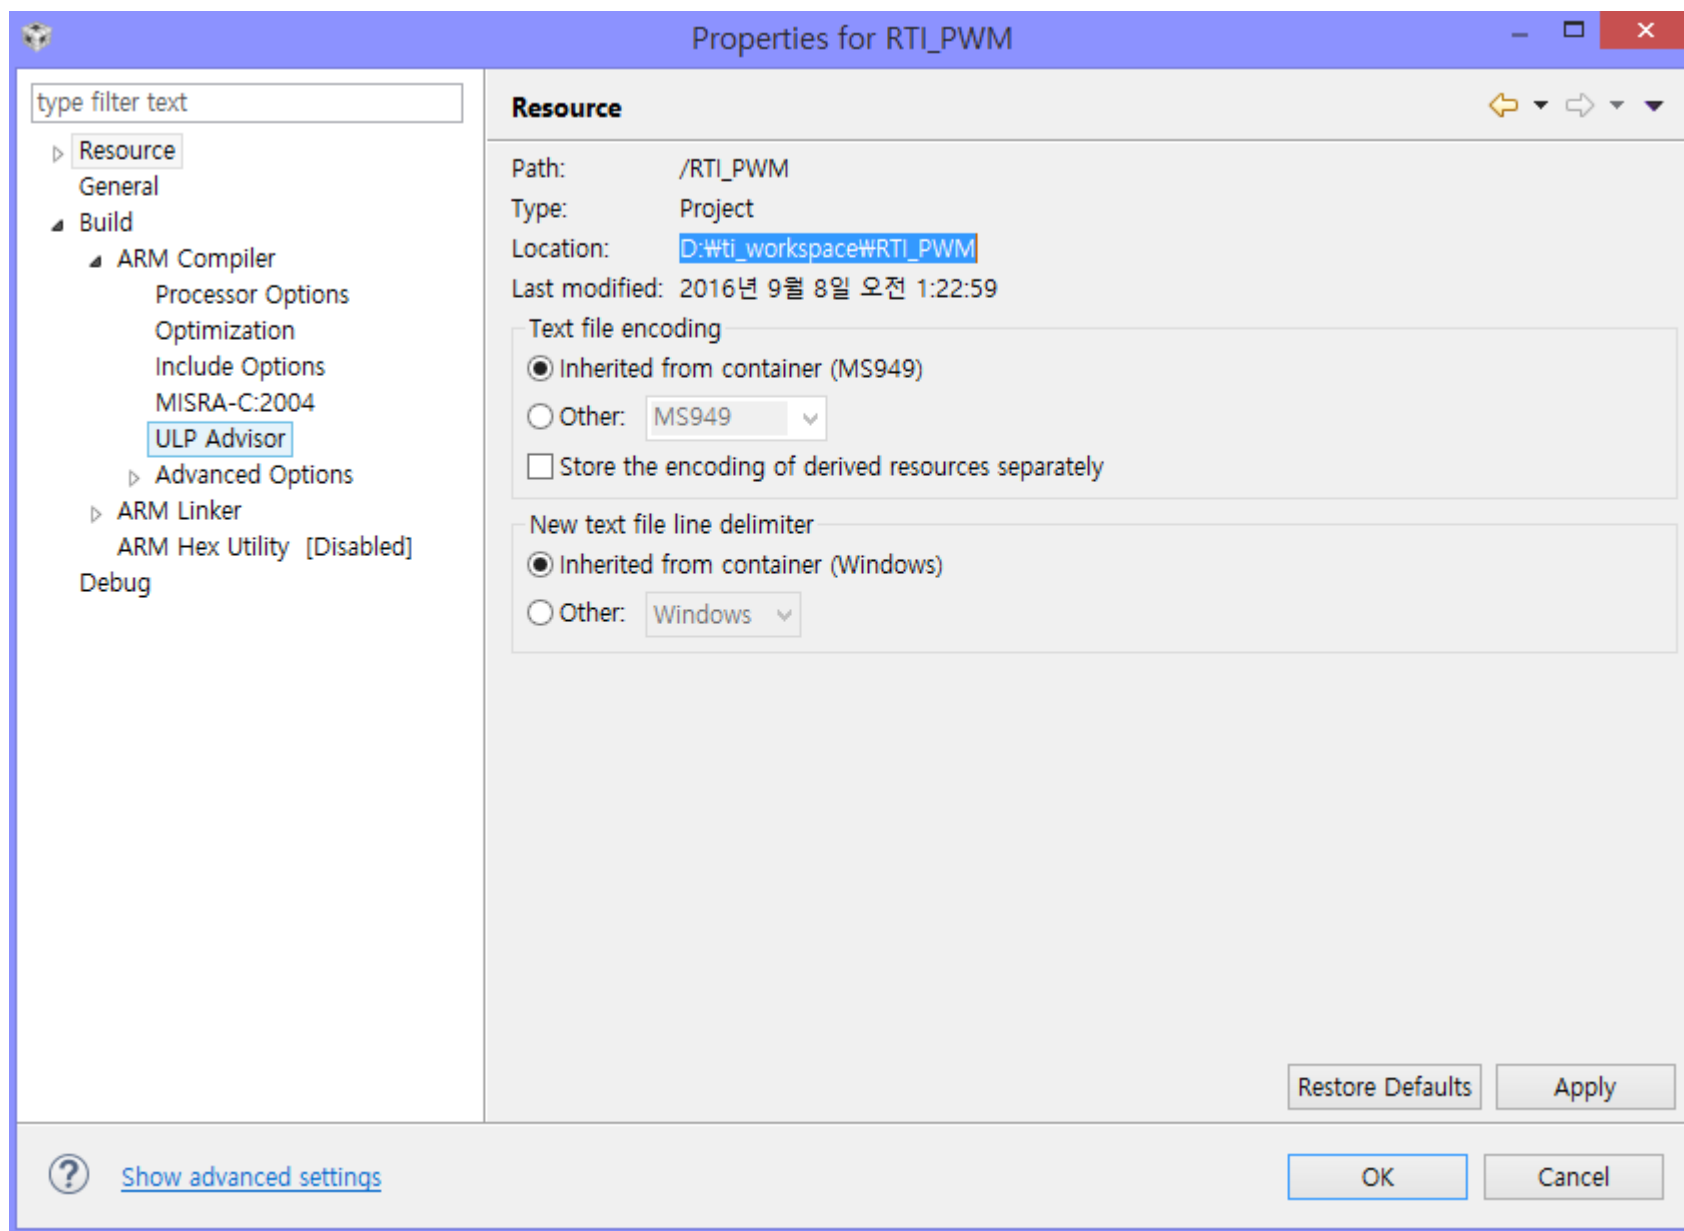 Properties for RTI_PWM
type filter text
Resource
General
Build
ARM Compiler
Processor Options
Optimization
Include Options
MISRA-C:2004
ULP Advisor
Advanced Options
ARM Linker
ARM Hex Utility [Disabled]
Debug
Resource
Path: /RTI_PWM
Type: Project
Location: D:₩ti_workspace₩RTI_PWM
Last modified: 2016년 9월 8일 오전 1:22:59
Text file encoding
Inherited from container (MS949)
Other: MS949
Store the encoding of derived resources separately
New text file line delimiter
Inherited from container (Windows)
Other: Windows
Restore Defaults Apply
? Show advanced settings
OK Cancel